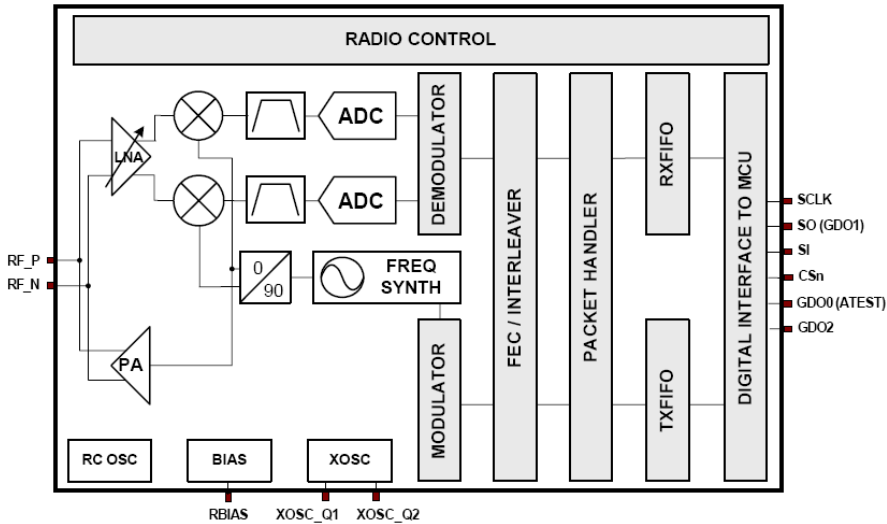 RADIO CONTROL
LNA
ADC
ADC
DEMODULATOR
FEC / INTERLEAVER
PACKET HANDLER
RXFIFO
DIGITAL INTERFACE TO MCU
SCLK
SO (GDO1)
SI
CSn
GDO0 (ATEST)
GDO2
RF_P
RF_N
0
90
FREQ
SYNTH
PA
MODULATOR
TXFIFO
RC OSC
BIAS
XOSC
RBIAS
XOSC_Q1
XOSC_Q2